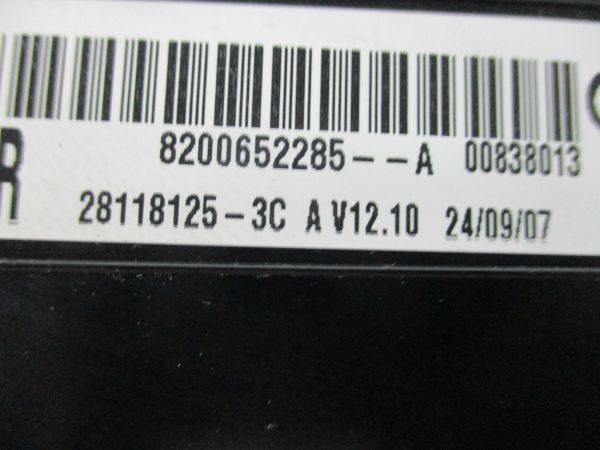 8200652285--A 00838013
R
28118125-3C A V12.10 24/09/07